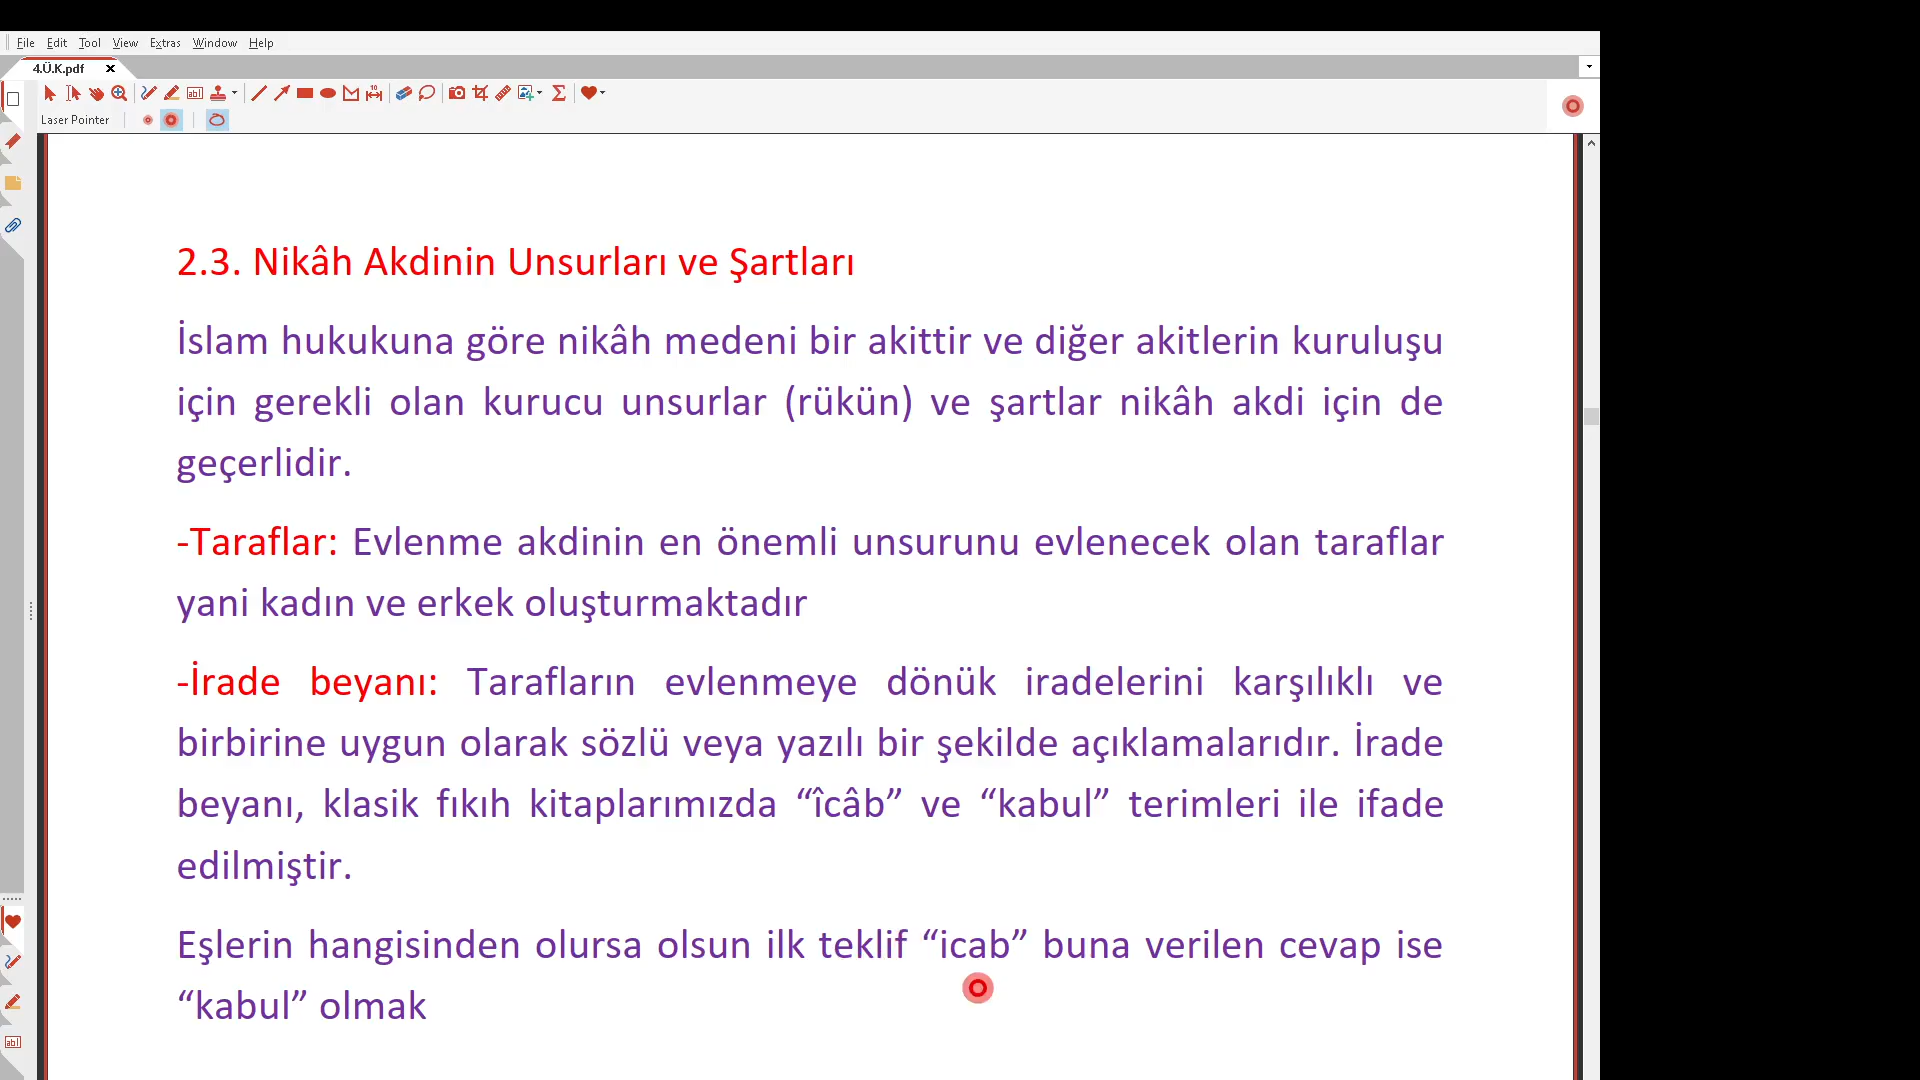 File Edit Tool View Extras Window Help
4.Ü.K.pdf
Laser Pointer
2.3. Nikâh Akdinin Unsurları ve Şartları
İslam hukukuna göre nikâh medeni bir akittir ve diğer akitlerin kuruluşu
için gerekli olan kurucu unsurlar (rükün) ve şartlar nikâh akdi için de
geçerlidir.
-Taraflar: Evlenme akdinin en önemli unsurunu evlenecek olan taraflar
yani kadın ve erkek oluşturmaktadır
-İrade beyanı: Tarafların evlenmeye dönük iradelerini karşılıklı ve
birbirine uygun olarak sözlü veya yazılı bir şekilde açıklamalarıdır. İrade
beyanı, klasik fıkıh kitaplarımızda “îcâb” ve “kabul” terimleri ile ifade
edilmiştir.
Eşlerin hangisinden olursa olsun ilk teklif “icab” buna verilen cevap ise
“kabul” olmak